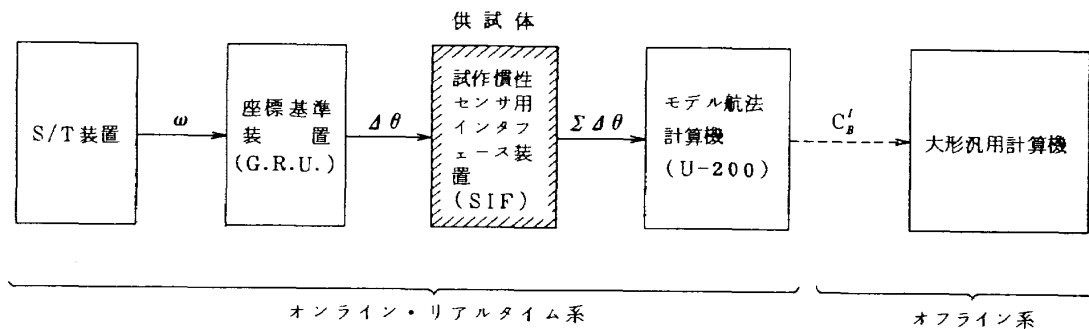 供試体
S/T装置
ω
座標基準
装置
(G.R.U.)
Δθ
試作慣性
センサ用
インタフ
ェース装
置
(SIF)
ΣΔθ
モデル航法
計算機
(U-200)
C_B^I
大形汎用計算機
オンライン・リアルタイム系
オフライン系